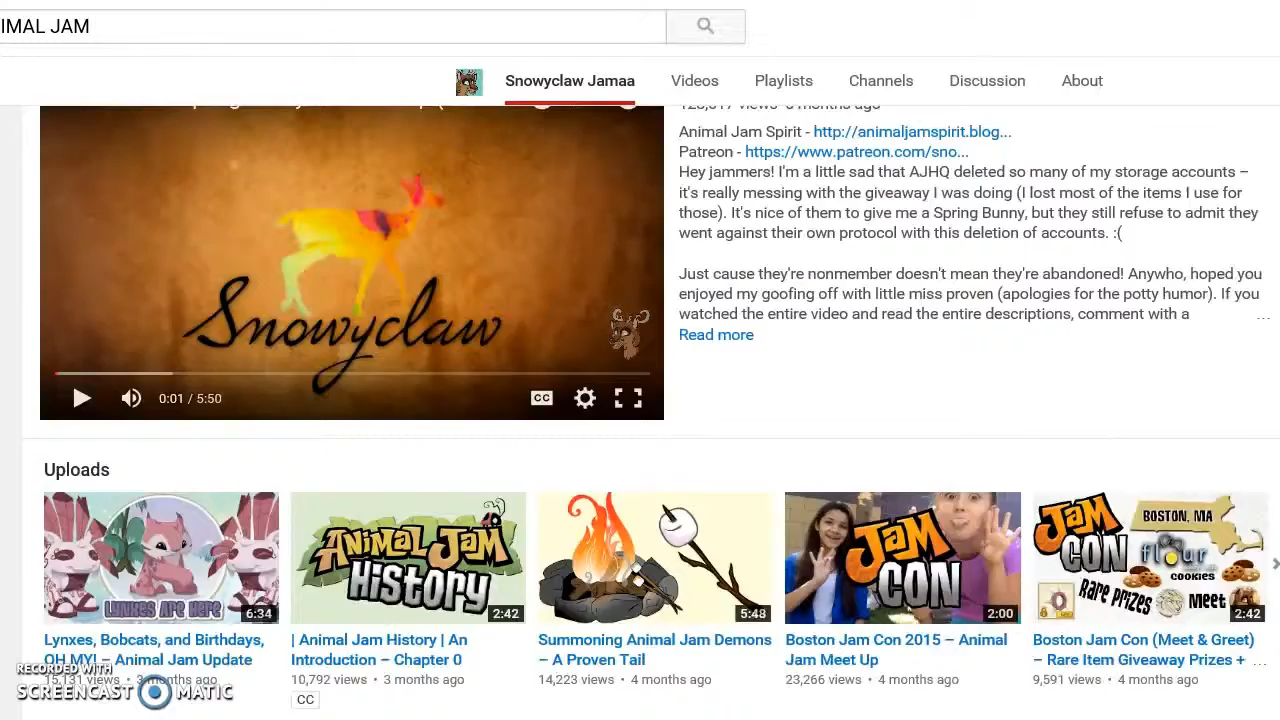 IMAL JAM
Snowyclaw Jamaa Videos Playlists Channels Discussion About
views months ago
Animal Jam Spirit - http://animaljamspirit.blog...
Patreon - https://www.patreon.com/sno...
Hey jammers! I'm a little sad that AJHQ deleted so many of my storage accounts –
it's really messing with the giveaway I was doing (I lost most of the items I use for
those). It's nice of them to give me a Spring Bunny, but they still refuse to admit they
went against their own protocol with this deletion of accounts. :(
Just cause they're nonmember doesn't mean they're abandoned! Anywho, hoped you
enjoyed my goofing off with little miss proven (apologies for the potty humor). If you
watched the entire video and read the entire descriptions, comment with a ...
Read more
Snowyclaw
0:01 / 5:50 CC
Uploads
LYNXES ARE HERE
6:34
ANIMAL JAM
HISTORY
2:42
5:48
JAM
CON
2:00
JAM
CON
BOSTON, MA
flour
COOKIES
RARE PRIZES
MEET
2:42
Lynxes, Bobcats, and Birthdays,
OH MY! – Animal Jam Update
15,131 views • 3 months ago
| Animal Jam History | An
Introduction – Chapter 0
10,792 views • 3 months ago
CC
Summoning Animal Jam Demons
– A Proven Tail
14,223 views • 4 months ago
Boston Jam Con 2015 – Animal
Jam Meet Up
23,266 views • 4 months ago
Boston Jam Con (Meet & Greet)
– Rare Item Giveaway Prizes + ...
9,591 views • 4 months ago
RECORDED WITH
SCREENCAST MATIC